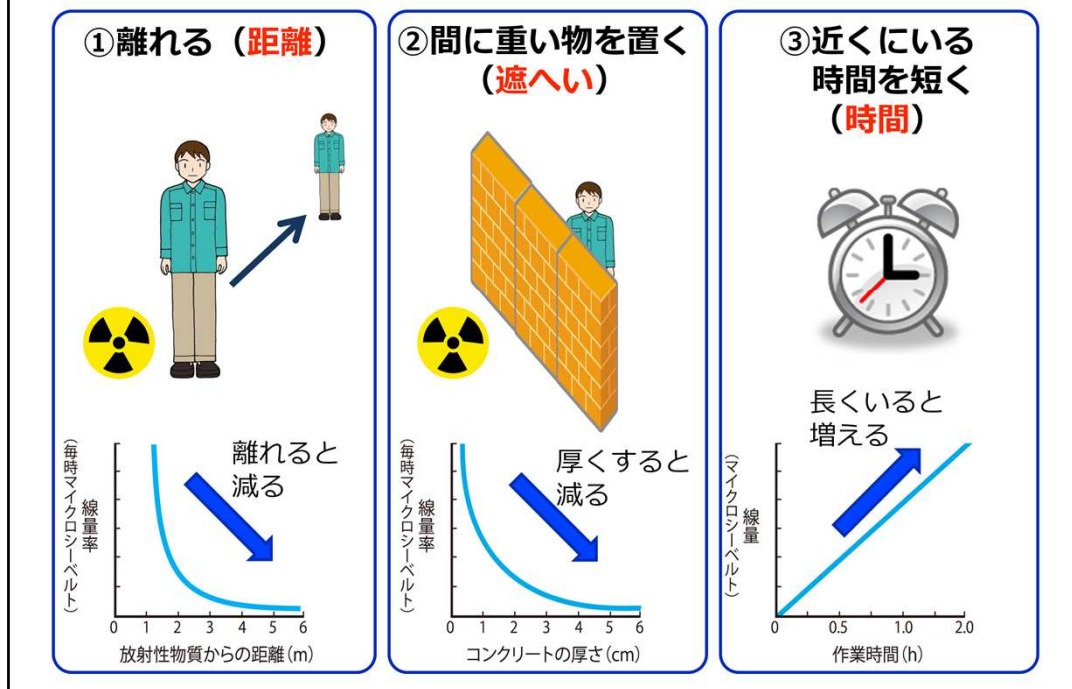 ①離れる（距離）
線量率
（毎時マイクロシーベルト）
離れると
減る
0 1 2 3 4 5 6
放射性物質からの距離（m）
②間に重い物を置く
（遮へい）
線量率
（毎時マイクロシーベルト）
厚くすると
減る
0 1 2 3 4 5 6
コンクリートの厚さ（cm）
③近くにいる
時間を短く
（時間）
長くいると
増える
線量
（マイクロシーベルト）
0 0.5 1.0 2.0
作業時間（h）